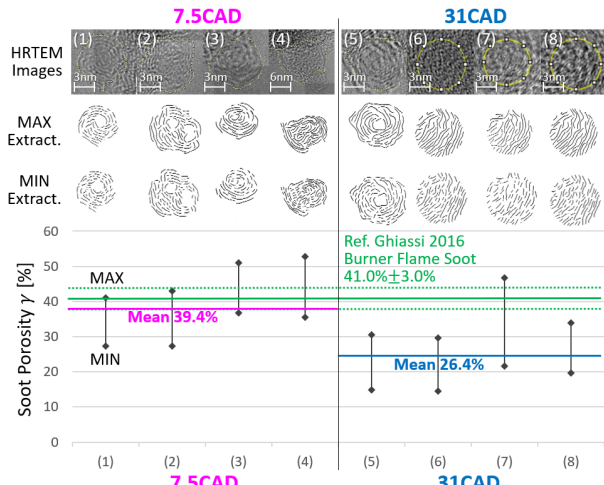 7.5CAD 31CAD
HRTEM
Images
(1) (2) (3) (4) (5) (6) (7) (8)
3nm 3nm 3nm 6nm 3nm 3nm 3nm 3nm
MAX
Extract.
MIN
Extract.
Soot Porosity γ [%]
60
50
40
30
20
10
0
Ref. Ghiassi 2016
Burner Flame Soot
41.0%±3.0%
MAX
Mean 39.4%
MIN
Mean 26.4%
(1) (2) (3) (4) (5) (6) (7) (8)
7.5CAD 31CAD